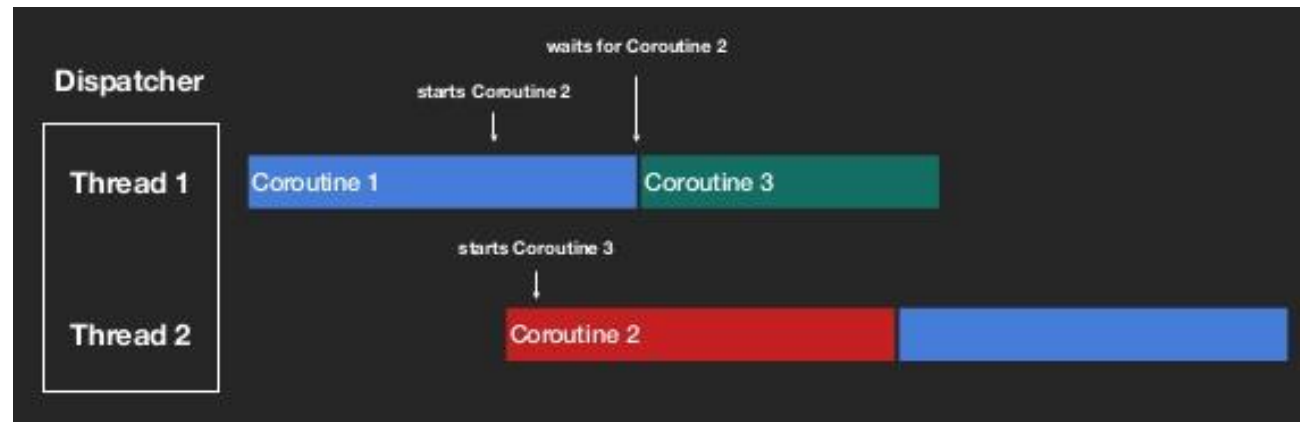 waits for Coroutine 2
Dispatcher
starts Coroutine 2
Thread 1
Coroutine 1
Coroutine 3
starts Coroutine 3
Thread 2
Coroutine 2